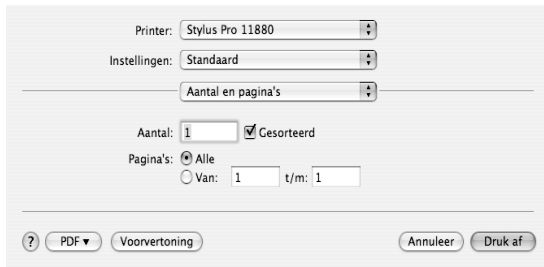 Printer: Stylus Pro 11880
Instellingen: Standaard
Aantal en pagina's
Aantal: 1 Gesorteerd
Pagina's: Alle
Van: 1 t/m: 1
? PDF ▾ Voorvertoning Annuleer Druk af